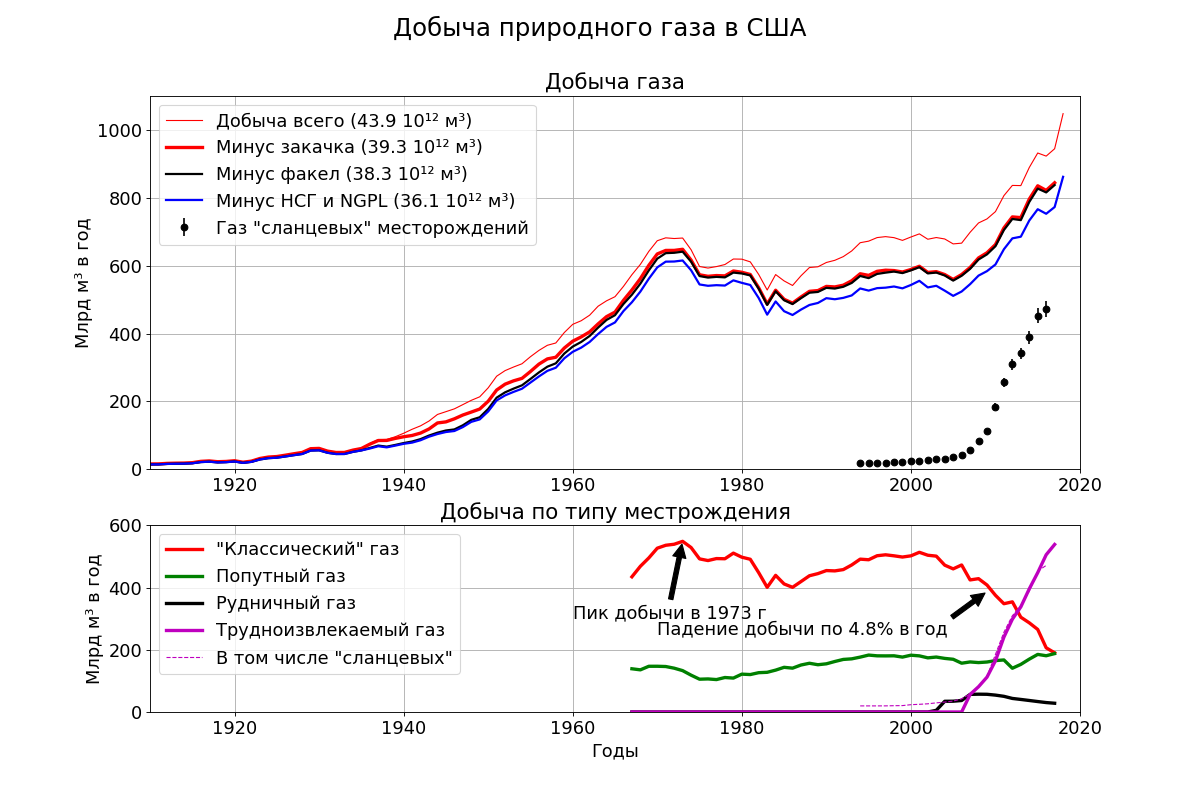 Добыча природного газа в США
Добыча газа
Млрд м³ в год
1000
800
600
400
200
0
Добыча всего (43.9 10¹² м³)
Минус закачка (39.3 10¹² м³)
Минус факел (38.3 10¹² м³)
Минус НСГ и NGPL (36.1 10¹² м³)
Газ "сланцевых" месторождений
1920 1940 1960 1980 2000 2020
Добыча по типу местрождения
Млрд м³ в год
600
400
200
0
"Классический" газ
Попутный газ
Рудничный газ
Трудноизвлекаемый газ
В том числе "сланцевых"
Пик добычи в 1973 г
Падение добычи по 4.8% в год
1920 1940 1960 1980 2000 2020
Годы